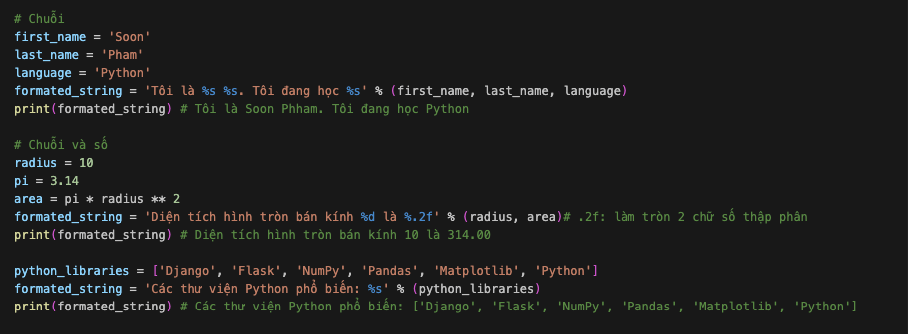 # Chuỗi
first_name = 'Soon'
last_name = 'Pham'
language = 'Python'
formated_string = 'Tôi là %s %s. Tôi đang học %s' % (first_name, last_name, language)
print(formated_string) # Tôi là Soon Phham. Tôi đang học Python
# Chuỗi và số
radius = 10
pi = 3.14
area = pi * radius ** 2
formated_string = 'Diện tích hình tròn bán kính %d là %.2f' % (radius, area)# .2f: làm tròn 2 chữ số thập phân
print(formated_string) # Diện tích hình tròn bán kính 10 là 314.00
python_libraries = ['Django', 'Flask', 'NumPy', 'Pandas', 'Matplotlib', 'Python']
formated_string = 'Các thư viện Python phổ biến: %s' % (python_libraries)
print(formated_string) # Các thư viện Python phổ biến: ['Django', 'Flask', 'NumPy', 'Pandas', 'Matplotlib', 'Python']